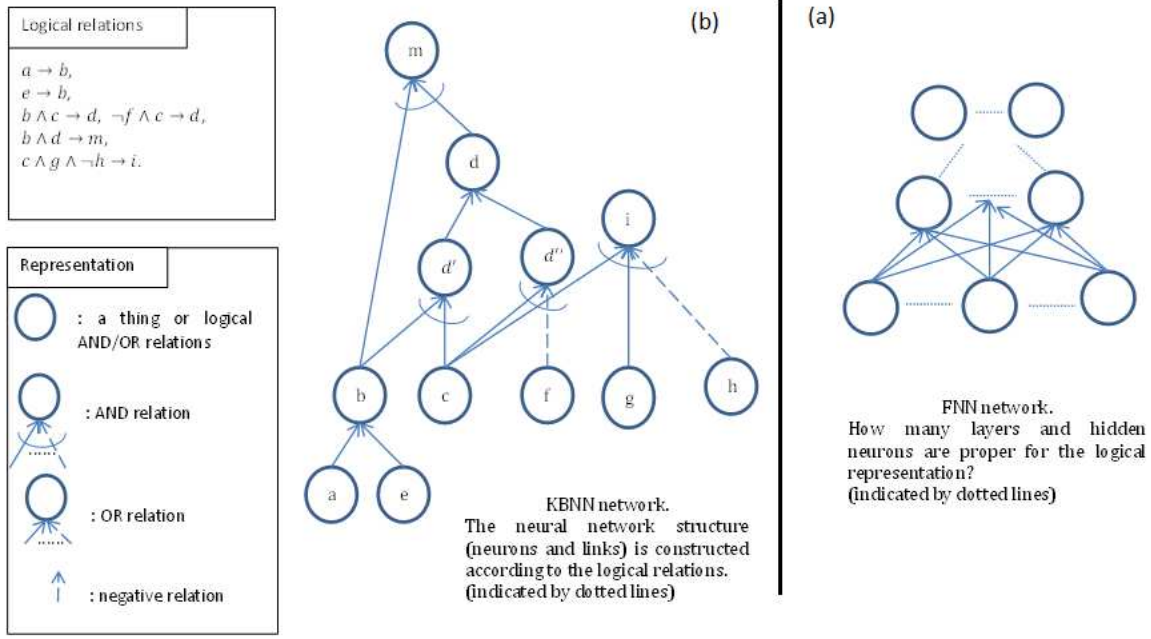 Logical relations
a → b,
e → b,
b ∧ c → d, ¬f ∧ c → d,
b ∧ d → m,
c ∧ g ∧ ¬h → i.
Representation
: a thing or logical
AND/OR relations
: AND relation
: OR relation
: negative relation
(b)
m
d
i
d'
d''
b
c
f
g
h
a
e
KBNN network.
The neural network structure
(neurons and links) is constructed
according to the logical relations.
(indicated by dotted lines)
(a)
FNN network.
How many layers and hidden
neurons are proper for the logical
representation?
(indicated by dotted lines)